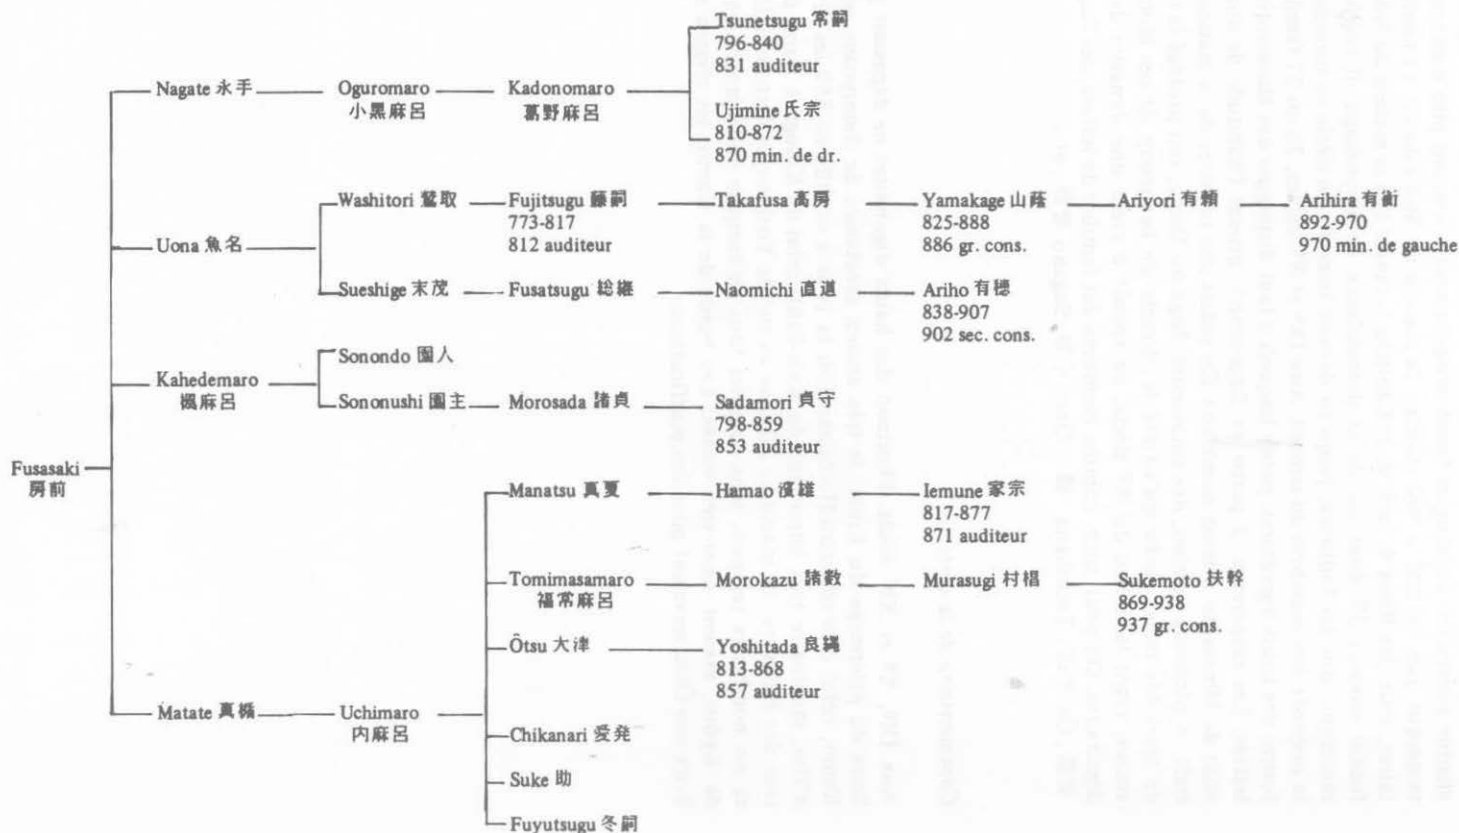 Tsunetsugu 常嗣
796-840
831 auditeur
Nagate 永手
Oguromaro
小黒麻呂
Kadonomaro
葛野麻呂
Ujimine 氏宗
810-872
870 min. de dr.
Washitori 鷲取
Fujitsugu 藤嗣
773-817
812 auditeur
Takafusa 高房
Yamakage 山蔭
825-888
886 gr. cons.
Ariyori 有頼
Arihira 有衡
892-970
970 min. de gauche
Uona 魚名
Sueshige 末茂
Fusatsugu 総継
Naomichi 直道
Ariho 有穂
838-907
902 sec. cons.
Sonondo 園人
Kahedemaro
楓麻呂
Sononushi 園主
Morosada 諸貞
Sadamori 貞守
798-859
853 auditeur
Fusasaki
房前
Manatsu 真夏
Hamao 濱雄
Iemune 家宗
817-877
871 auditeur
Tomimasamaro
福常麻呂
Morokazu 諸數
Murasugi 村椙
Sukemoto 扶幹
869-938
937 gr. cons.
Ôtsu 大津
Yoshitada 良縄
813-868
857 auditeur
Matate 真楯
Uchimaro
内麻呂
Chikanari 愛発
Suke 助
Fuyutsugu 冬嗣